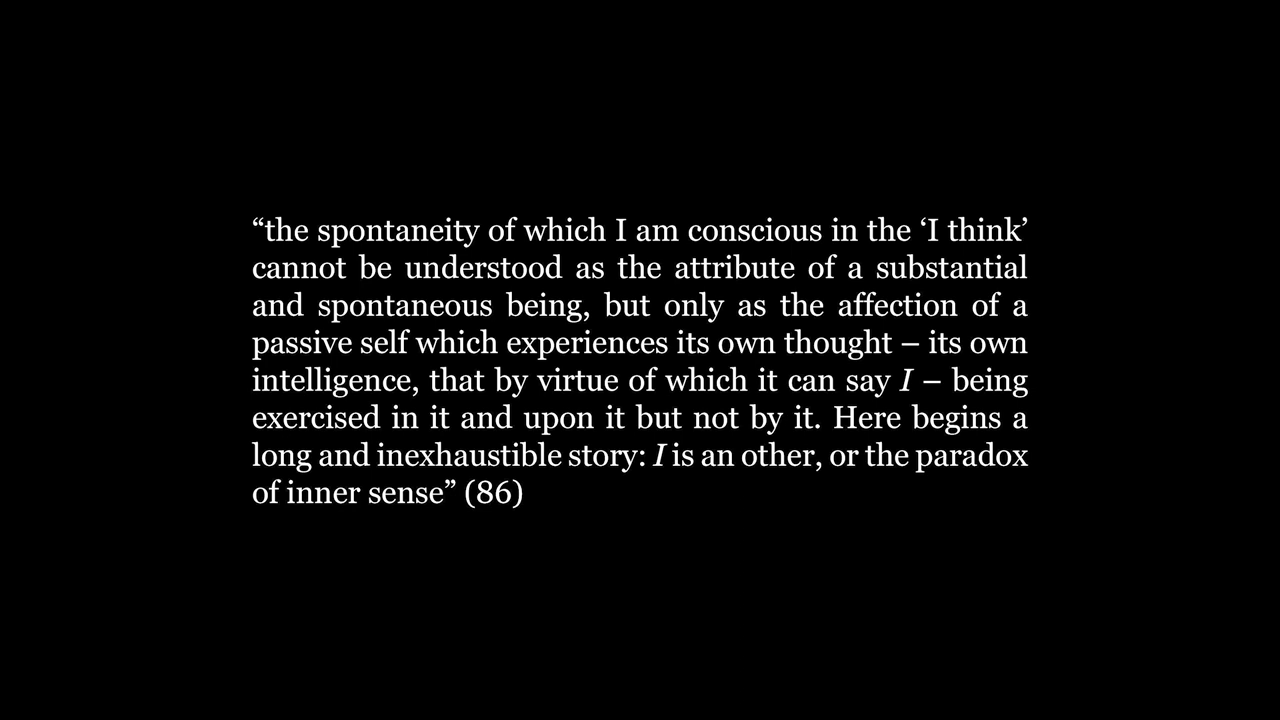 “the spontaneity of which I am conscious in the ‘I think’
cannot be understood as the attribute of a substantial
and spontaneous being, but only as the affection of a
passive self which experiences its own thought – its own
intelligence, that by virtue of which it can say I – being
exercised in it and upon it but not by it. Here begins a
long and inexhaustible story: I is an other, or the paradox
of inner sense” (86)